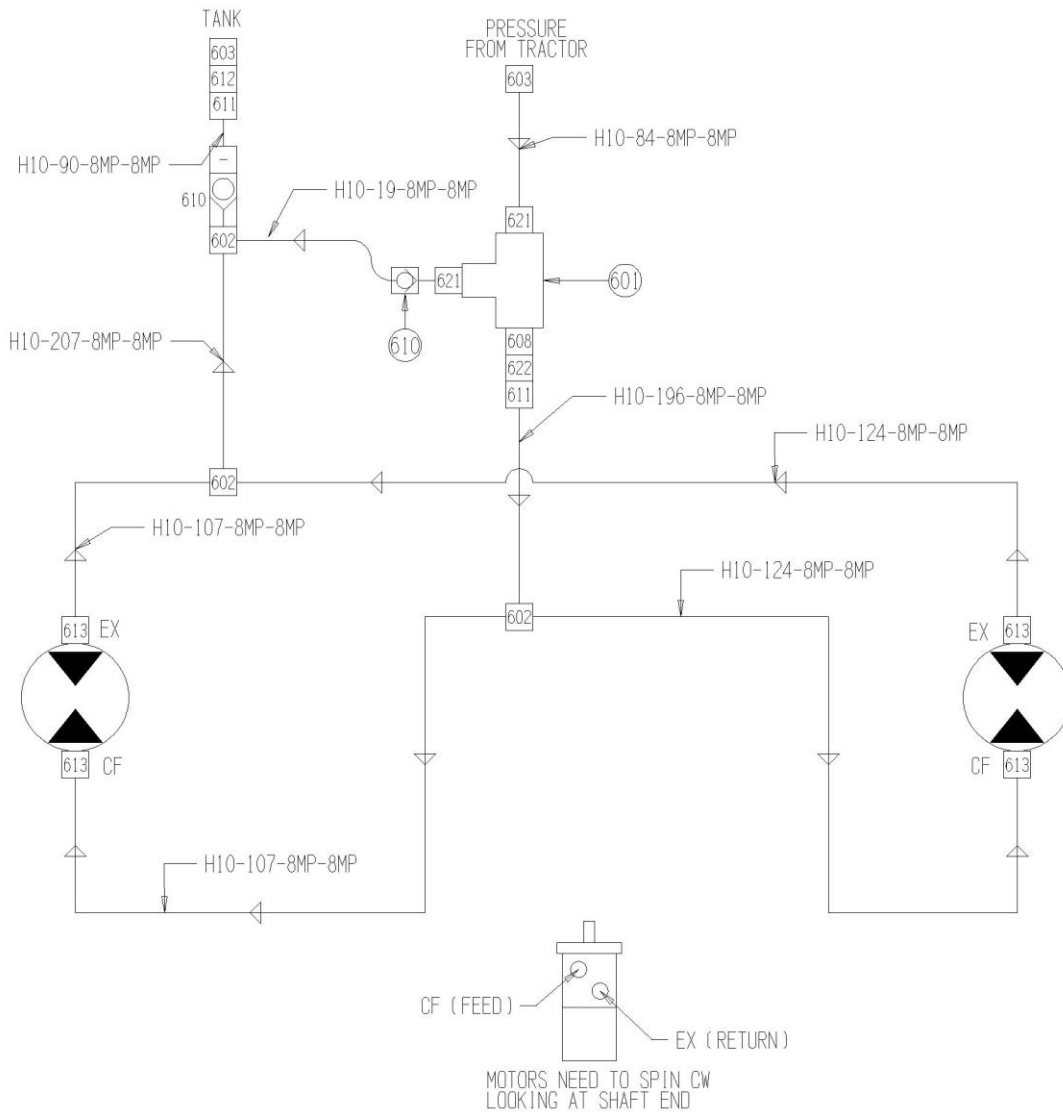 TANK
603
612
611
PRESSURE
FROM TRACTOR
603
H10-84-8MP-8MP
H10-90-8MP-8MP
610
602
H10-19-8MP-8MP
621
621
601
610
608
622
611
H10-207-8MP-8MP
H10-196-8MP-8MP
H10-124-8MP-8MP
602
H10-107-8MP-8MP
H10-124-8MP-8MP
602
613 EX
EX 613
613 CF
CF 613
H10-107-8MP-8MP
CF (FEED)
EX (RETURN)
MOTORS NEED TO SPIN CW
LOOKING AT SHAFT END